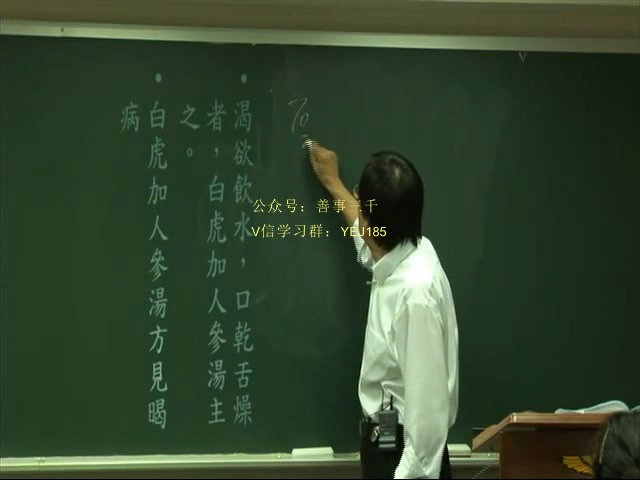 • 渴欲飲水，口乾舌燥
者，白虎加人參湯主
之。
• 白虎加人參湯方見暍
病
公众号：善事三千
V信学习群：YEJ185